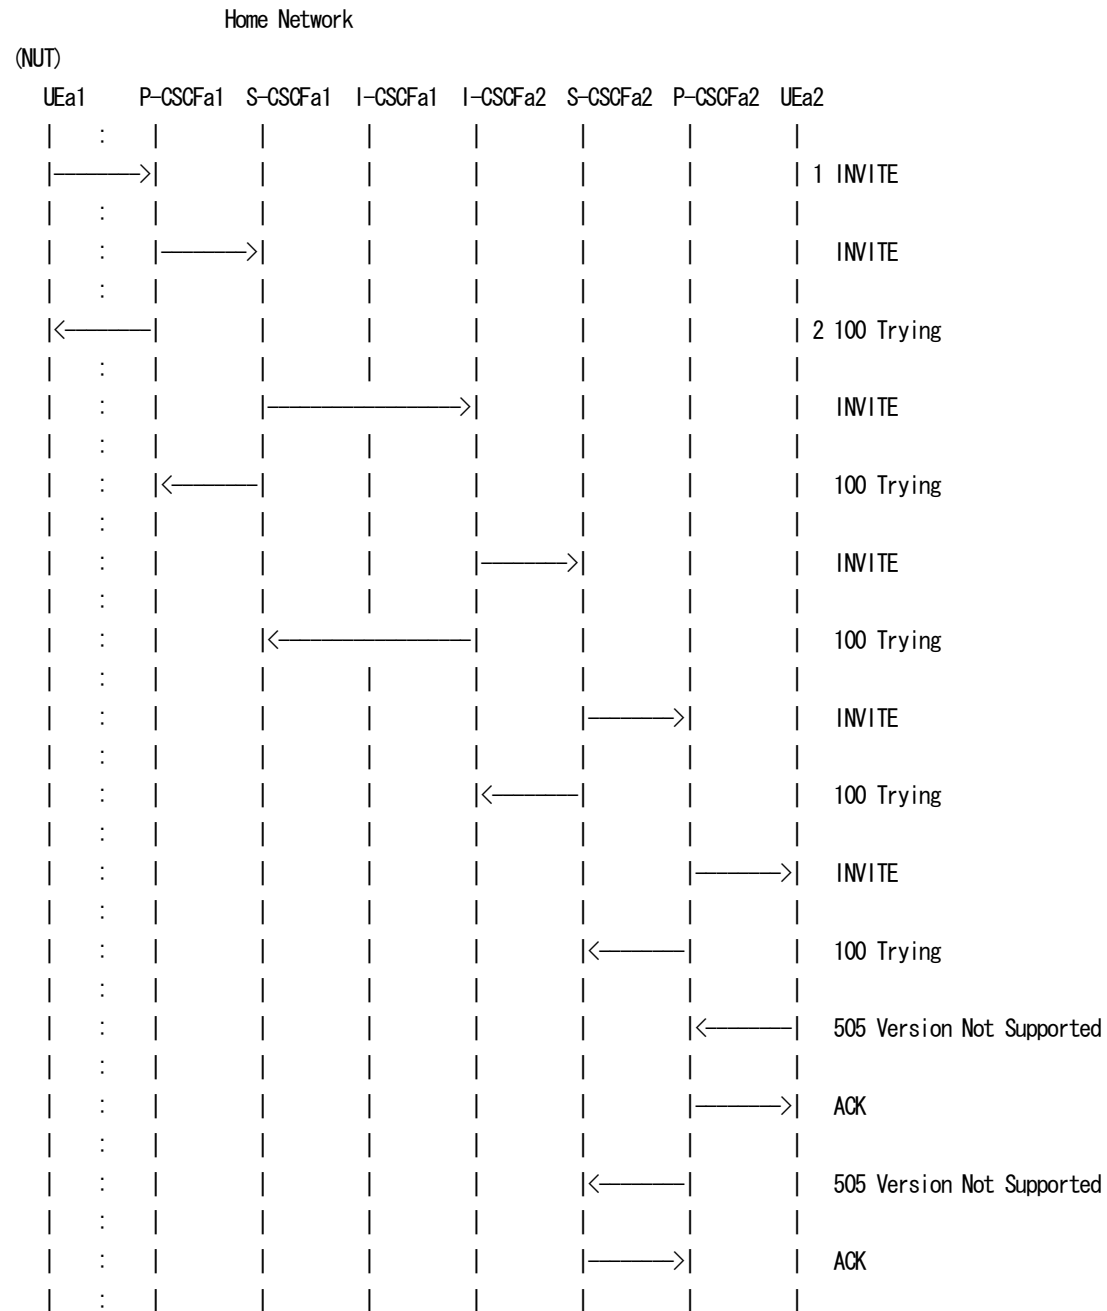 Home Network
(NUT)
UEa1 P-CSCFa1 S-CSCFa1 I-CSCFa1 I-CSCFa2 S-CSCFa2 P-CSCFa2 UEa2
1 INVITE
INVITE
2 100 Trying
INVITE
100 Trying
INVITE
100 Trying
INVITE
100 Trying
INVITE
100 Trying
505 Version Not Supported
ACK
505 Version Not Supported
ACK